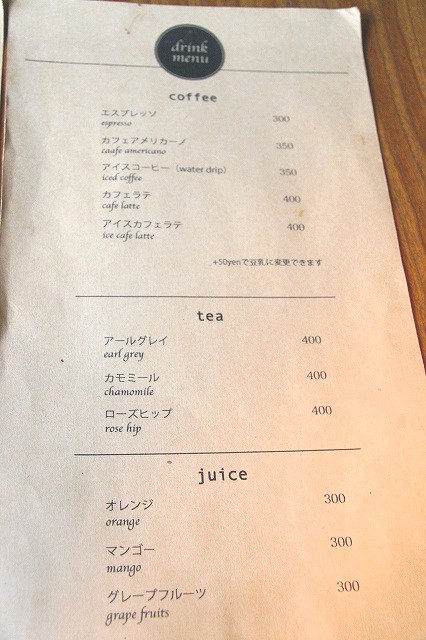 drink
menu
coffee
エスプレッソ 300
espresso
カフェアメリカーノ 350
cuafe americano
アイスコーヒー（water drip） 350
iced coffee
カフェラテ 400
cafe latte
アイスカフェラテ 400
ice cafe latte
+50yenで豆乳に変更できます
tea
アールグレイ 400
earl grey
カモミール 400
chamomile
ローズヒップ 400
rose hip
juice
オレンジ 300
orange
マンゴー 300
mango
グレープフルーツ 300
grape fruits